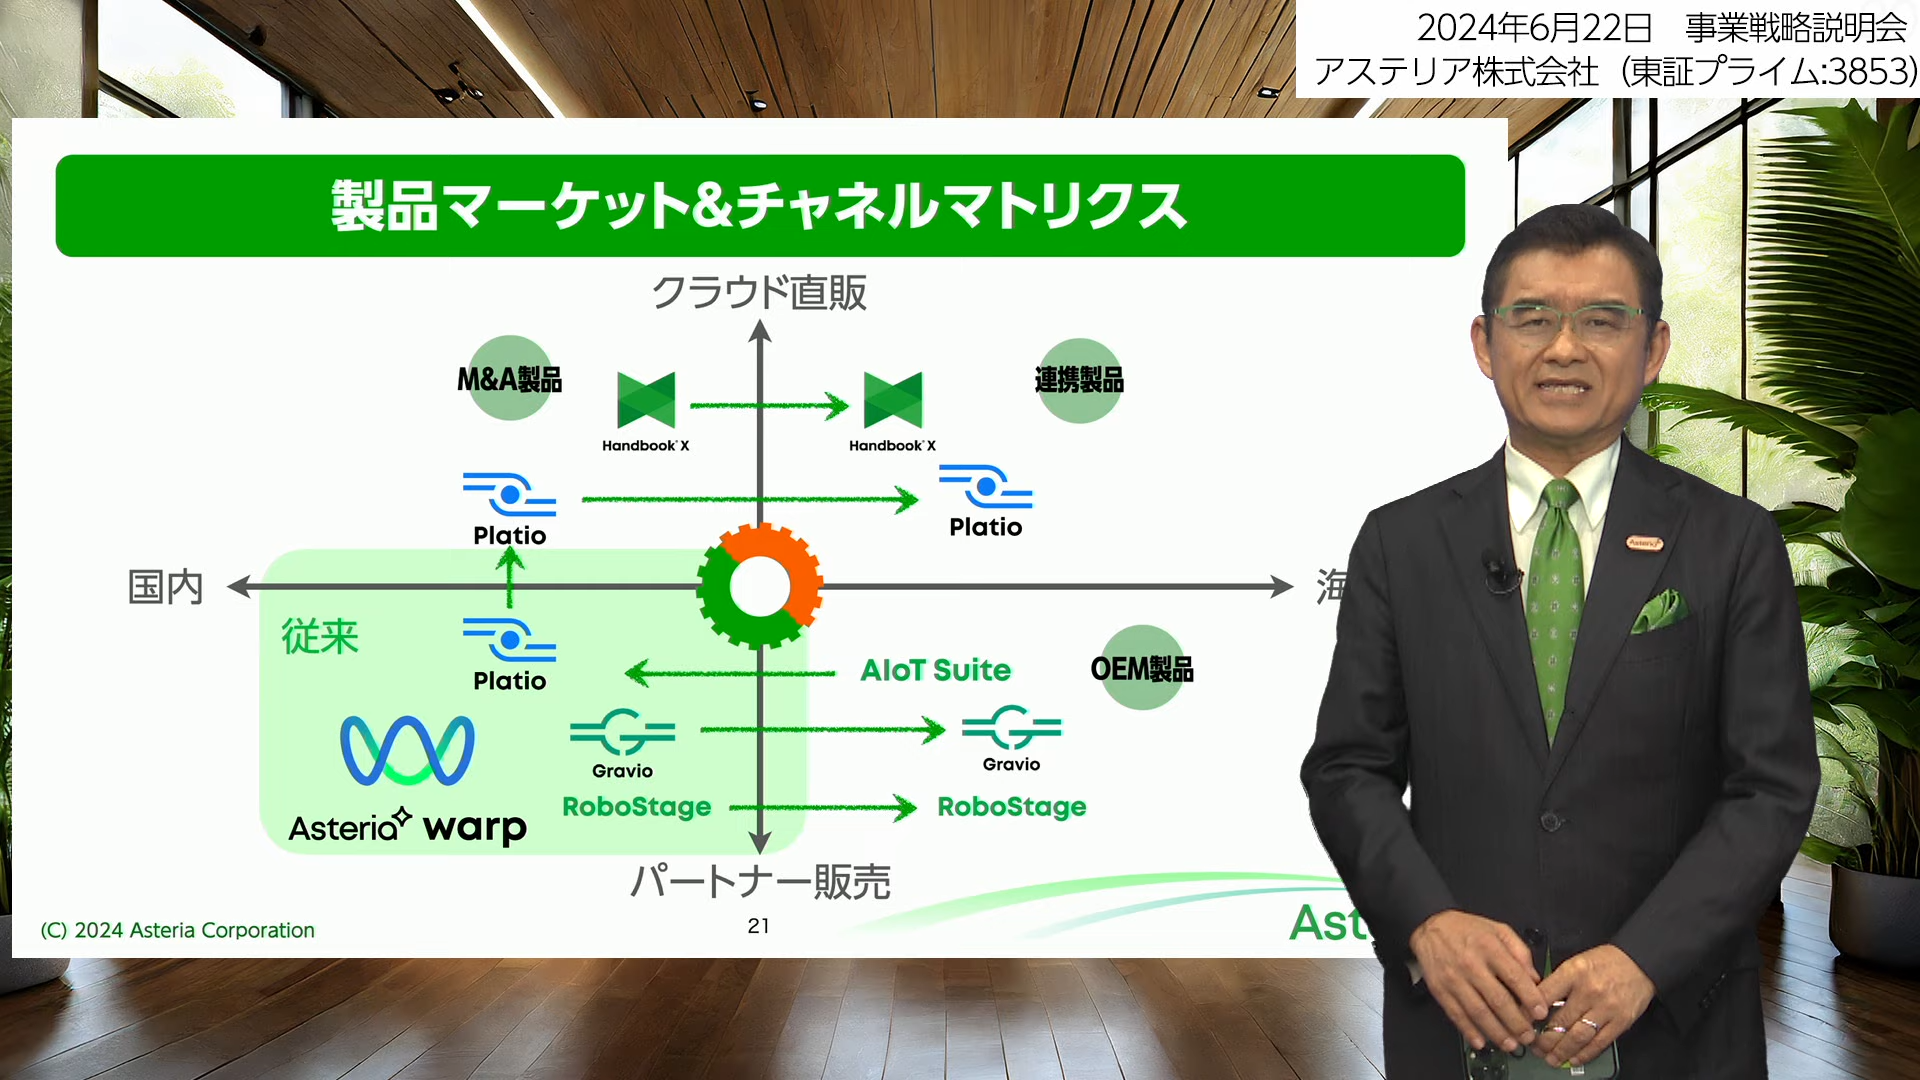 2024年6月22日　事業戦略説明会
アステリア株式会社（東証プライム:3853)
製品マーケット&チャネルマトリクス
クラウド直販
M&A製品
Handbook X
Handbook X
連携製品
Platio
Platio
国内
海
従来
Platio
AIoT Suite
OEM製品
Gravio
Gravio
RoboStage
RoboStage
Asteria warp
パートナー販売
(C) 2024 Asteria Corporation
21
Ast
Asteria